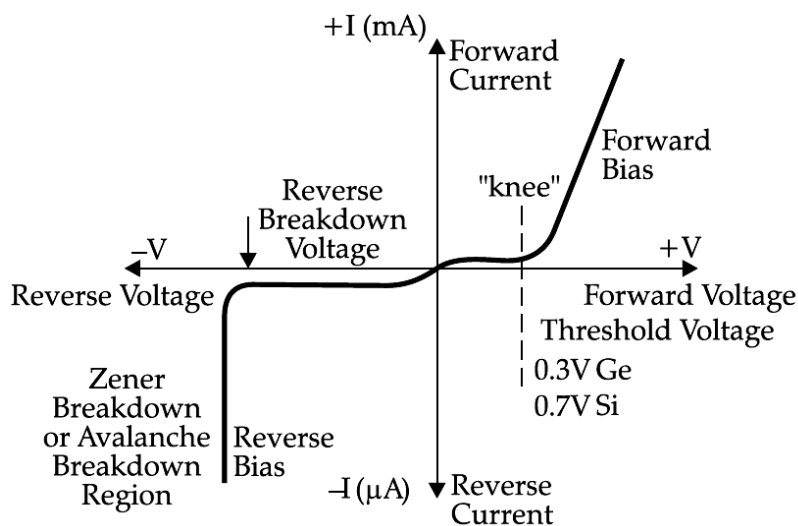 +I (mA)
Forward
Current
Forward
Bias
"knee"
Reverse
Breakdown
Voltage
–V
+V
Reverse Voltage
Forward Voltage
Threshold Voltage
0.3V Ge
0.7V Si
Zener
Breakdown
or Avalanche
Breakdown
Region
Reverse
Bias
–I (μA)
Reverse
Current